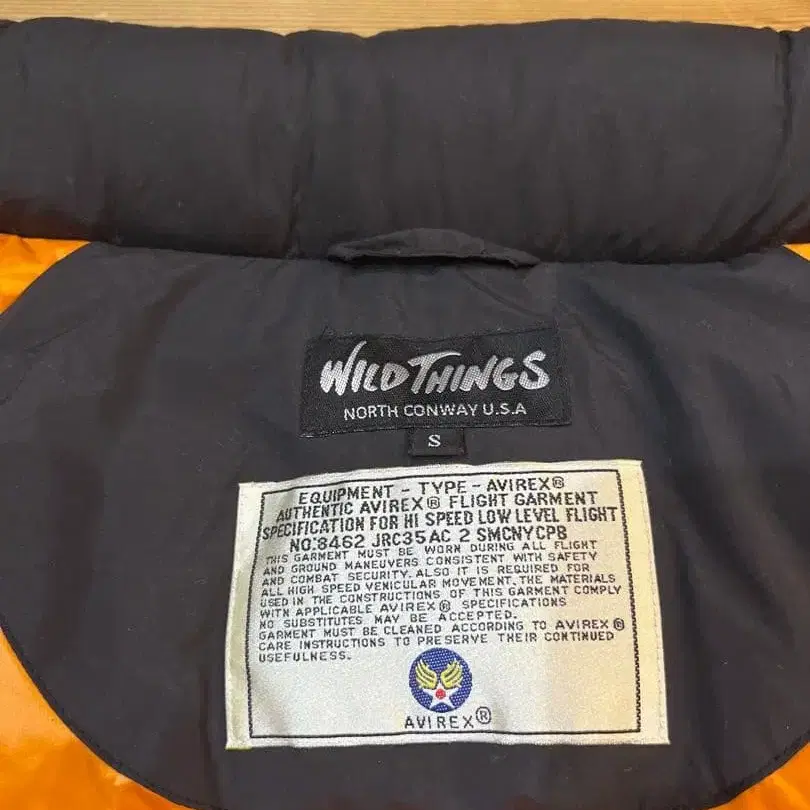 WILD THINGS
NORTH CONWAY U.S.A
S
EQUIPMENT - TYPE - AVIREX®
AUTHENTIC AVIREX® FLIGHT GARMENT
SPECIFICATION FOR HI SPEED LOW LEVEL FLIGHT
NO.8462 JRC35AC 2 SMCNYCPB
THIS GARMENT MUST BE WORN DURING ALL FLIGHT
AND GROUND MANEUVERS CONSISTENT WITH SAFETY
AND COMBAT SECURITY. ALSO IT IS REQUIRED FOR
ALL HIGH SPEED VENICULAR MOVEMENT. THE MATERIALS
USED IN THE CONSTRUCTIONS OF THIS GARMENT COMPLY
WITH APPLICABLE AVIREX® SPECIFICATIONS
NO SUBSTITUTES MAY BE ACCEPTED.
GARMENT MUST BE CLEANED ACCORDING TO AVIREX®
CARE INSTRUCTIONS TO PRESERVE THEIR CONTINUED
USEFULNESS.
AVIREX®